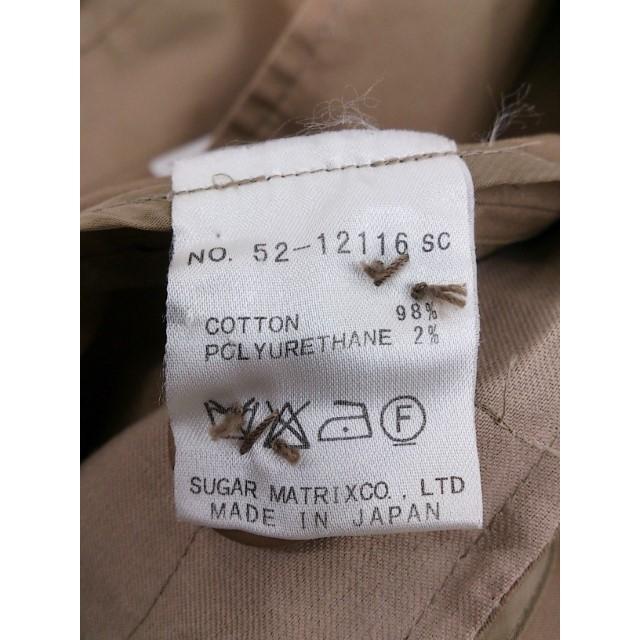 NO. 52-12116 SC
COTTON 98%
POLYURETHANE 2%
F
SUGAR MATRIXCO., LTD
MADE IN JAPAN